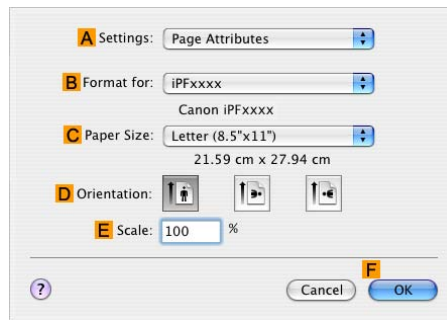 A Settings: Page Attributes
B Format for: iPFxxxx
Canon iPFxxxx
C Paper Size: Letter (8.5"x11")
21.59 cm x 27.94 cm
D Orientation:
E Scale: 100 %
F
? Cancel OK